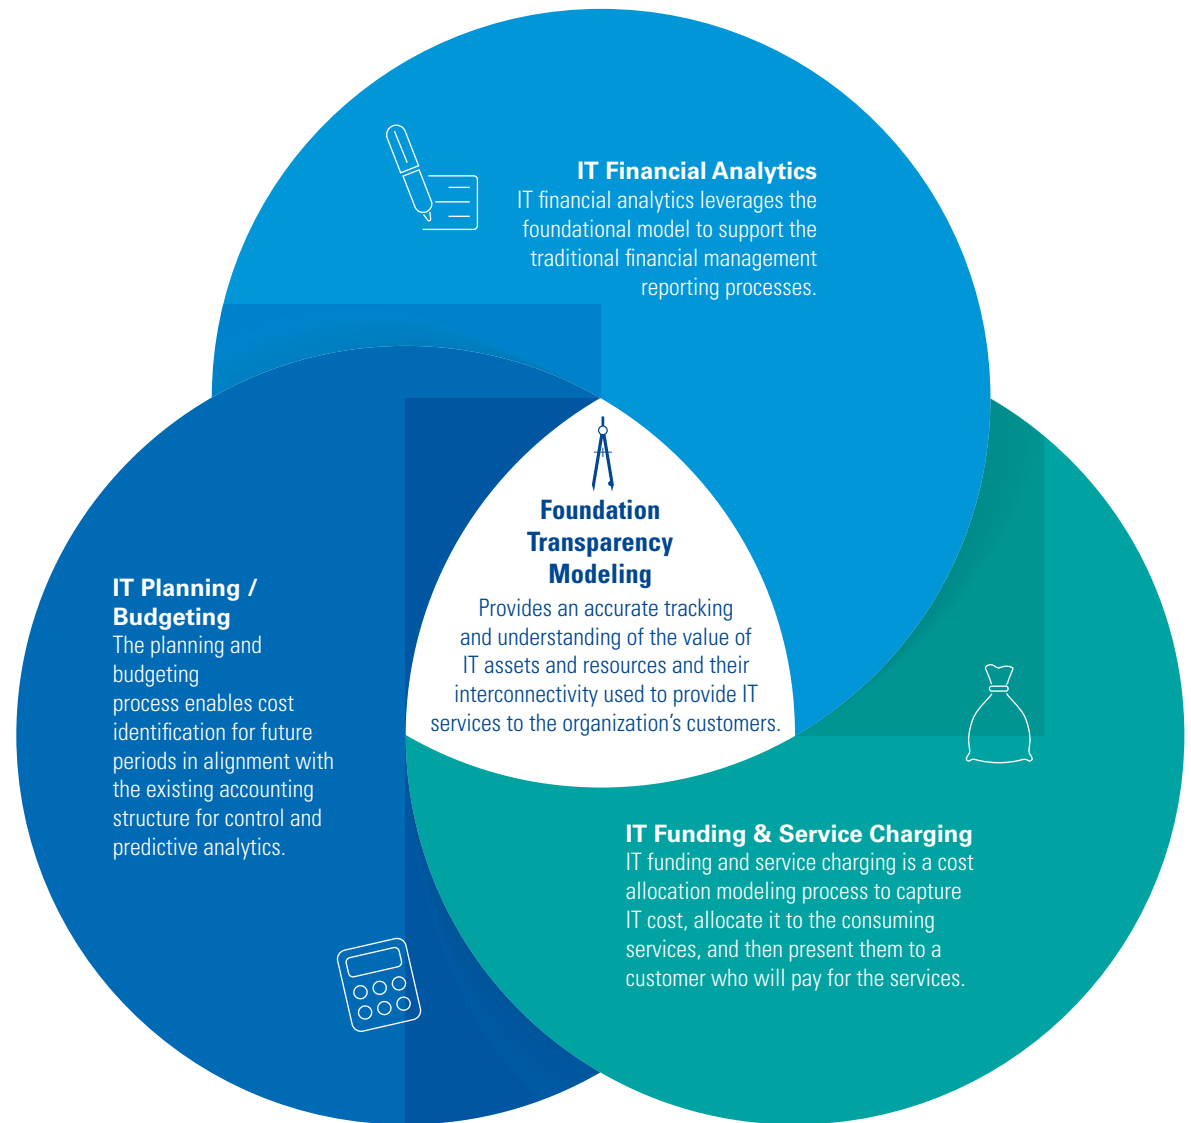 IT Financial Analytics
IT financial analytics leverages the
foundational model to support the
traditional financial management
reporting processes.
Foundation
Transparency
Modeling
Provides an accurate tracking
and understanding of the value of
IT assets and resources and their
interconnectivity used to provide IT
services to the organization’s customers.
IT Planning /
Budgeting
The planning and
budgeting
process enables cost
identification for future
periods in alignment with
the existing accounting
structure for control and
predictive analytics.
IT Funding & Service Charging
IT funding and service charging is a cost
allocation modeling process to capture
IT cost, allocate it to the consuming
services, and then present them to a
customer who will pay for the services.